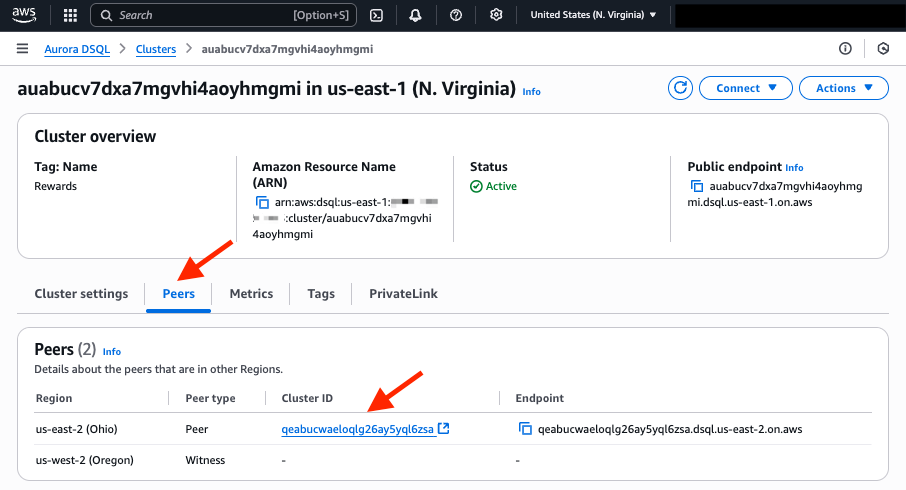 aws Search [Option+S] United States (N. Virginia)
Aurora DSQL > Clusters > auabucv7dxa7mgvhi4aoyhmgmi
auabucv7dxa7mgvhi4aoyhmgmi in us-east-1 (N. Virginia) Info Connect Actions
Cluster overview
Tag: Name
Rewards
Amazon Resource Name
(ARN)
arn:aws:dsql:us-east-1:
:cluster/auabucv7dxa7mgvhi
4aoyhmgmi
Status
Active
Public endpoint Info
auabucv7dxa7mgvhi4aoyhmg
mi.dsql.us-east-1.on.aws
Cluster settings Peers Metrics Tags PrivateLink
Peers (2) Info
Details about the peers that are in other Regions.
Region Peer type Cluster ID Endpoint
us-east-2 (Ohio) Peer qeabucwaeloqlg26ay5yql6zsa qeabucwaeloqlg26ay5yql6zsa.dsql.us-east-2.on.aws
us-west-2 (Oregon) Witness - -